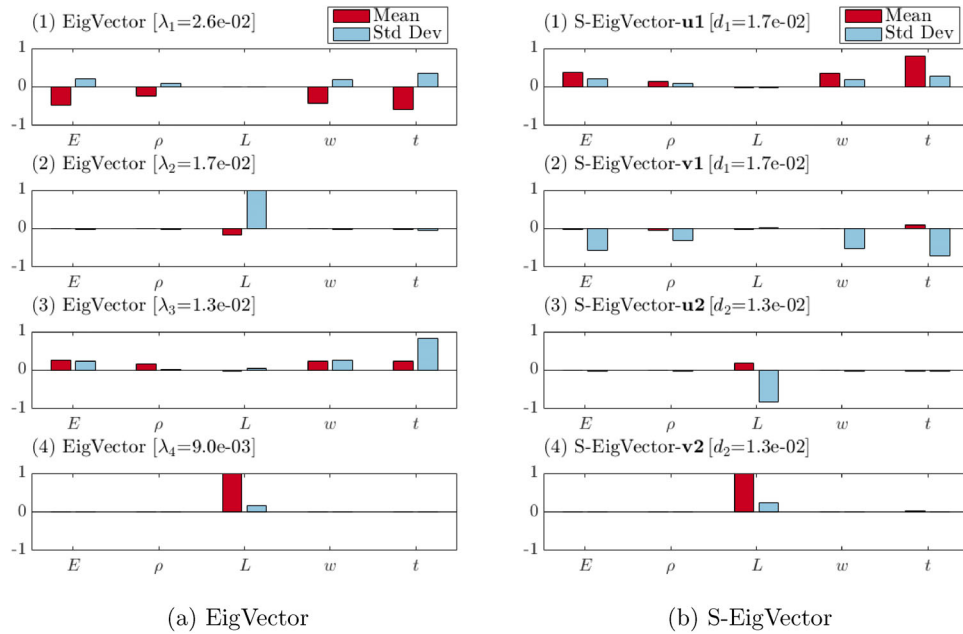 (1) EigVector [λ₁=2.6e-02]
Mean
Std Dev
1
0
-1
E ρ L w t
(2) EigVector [λ₂=1.7e-02]
1
0
-1
E ρ L w t
(3) EigVector [λ₃=1.3e-02]
1
0
-1
E ρ L w t
(4) EigVector [λ₄=9.0e-03]
1
0
-1
E ρ L w t
(a) EigVector
(1) S-EigVector-u1 [d₁=1.7e-02]
Mean
Std Dev
1
0
-1
E ρ L w t
(2) S-EigVector-v1 [d₁=1.7e-02]
1
0
-1
E ρ L w t
(3) S-EigVector-u2 [d₂=1.3e-02]
1
0
-1
E ρ L w t
(4) S-EigVector-v2 [d₂=1.3e-02]
1
0
-1
E ρ L w t
(b) S-EigVector